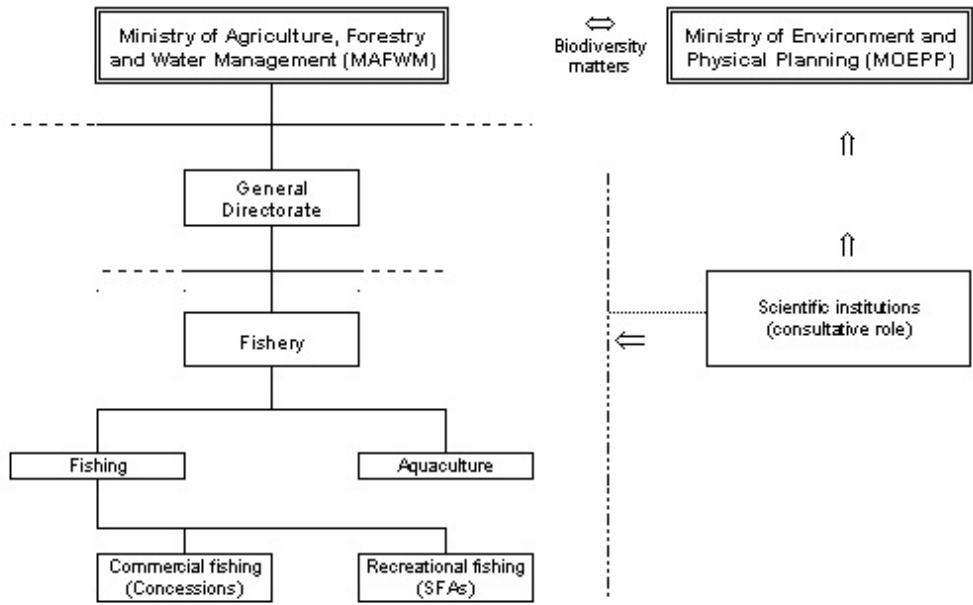 Ministry of Agriculture, Forestry
and Water Management (MAFWM)
⇔
Biodiversity
matters
Ministry of Environment and
Physical Planning (MOEPP)
General
Directorate
Scientific institutions
(consultative role)
Fishery
Fishing
Aquaculture
Commercial fishing
(Concessions)
Recreational fishing
(SFAs)